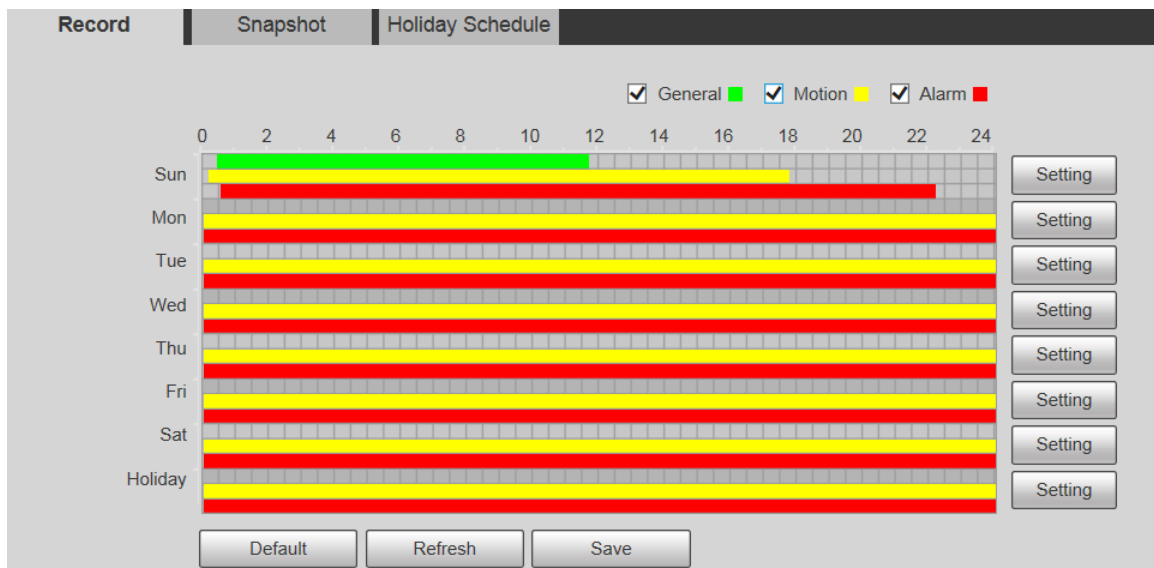 Record Snapshot Holiday Schedule
General Motion Alarm
0 2 4 6 8 10 12 14 16 18 20 22 24
Sun Setting
Mon Setting
Tue Setting
Wed Setting
Thu Setting
Fri Setting
Sat Setting
Holiday Setting
Default Refresh Save